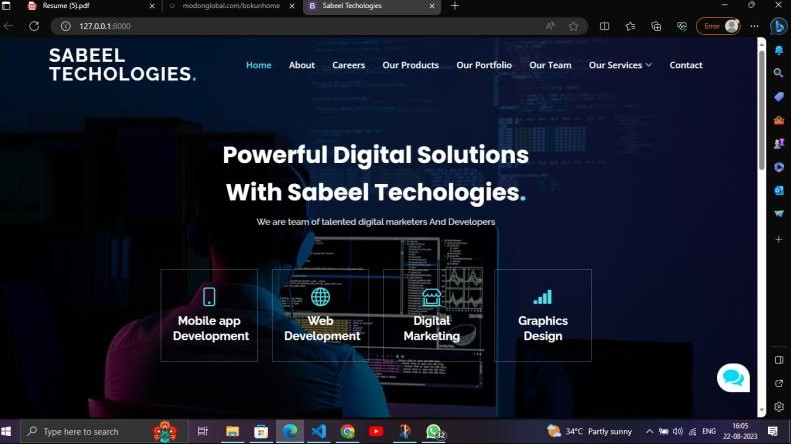 Resume (5).pdf
modonglobal.com/bokunhome
Sabeel Techologies
127.0.0.1:8000
Error
SABEEL
TECHOLOGIES.
Home About Careers Our Products Our Portfolio Our Team Our Services Contact
Powerful Digital Solutions
With Sabeel Techologies.
We are team of talented digital marketers And Developers
Mobile app
Development
Web
Development
Digital
Marketing
Graphics
Design
Type here to search
32
34°C Partly sunny
ENG
16:05
22-08-2023